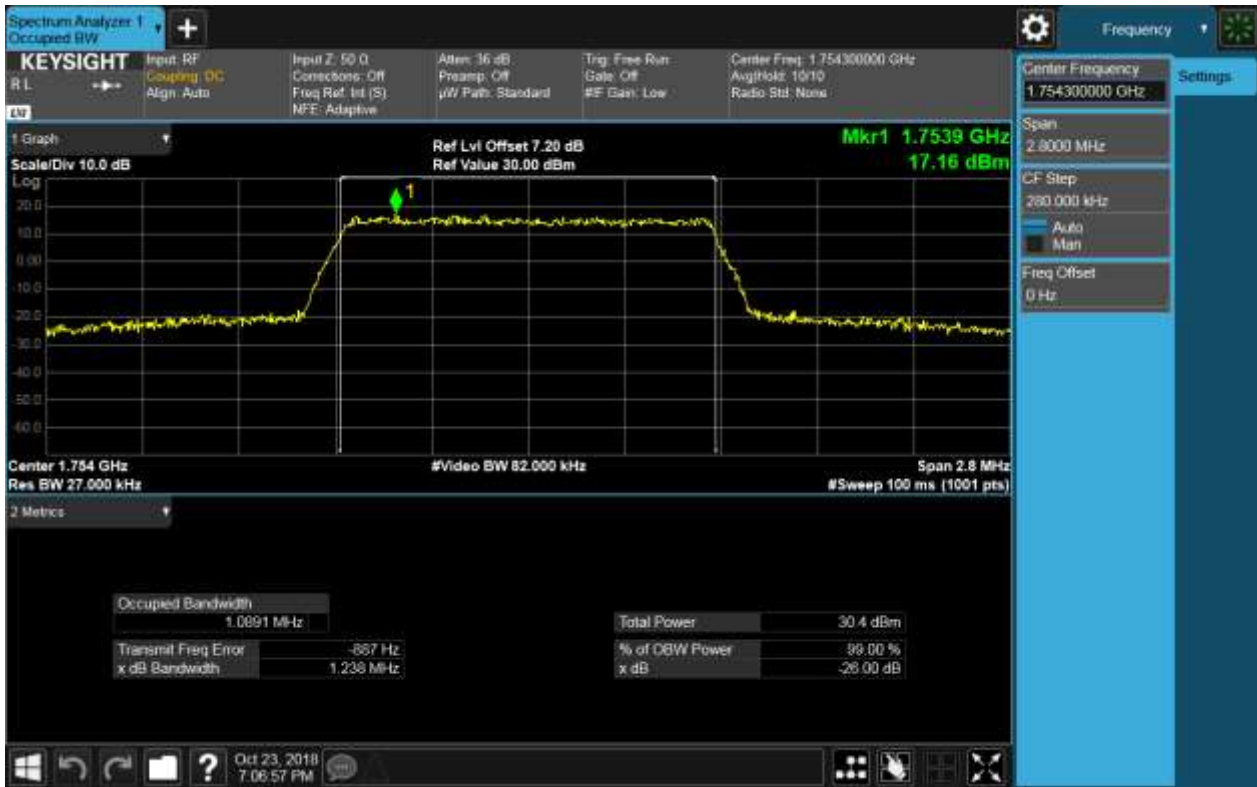 Spectrum Analyzer 1
Occupied BW
+
Frequency
KEYSIGHT
R L
Input: RF
Coupling: DC
Align: Auto
Input Z: 50 Ω
Corrections: Off
Freq Ref: Int (S)
NFE: Adaptive
Atten: 36 dB
Preamp: Off
µW Path: Standard
Trig: Free Run
Gate: Off
#IF Gain: Low
Center Freq: 1.754300000 GHz
Avg|Hold: 10/10
Radio Std: None
Center Frequency
1.754300000 GHz
Settings
Span
2.8000 MHz
CF Step
280.000 kHz
Auto
Man
Freq Offset
0 Hz
1 Graph
Scale/Div 10.0 dB
Ref Lvl Offset 7.20 dB
Ref Value 30.00 dBm
Mkr1 1.7539 GHz
17.16 dBm
Log
20.0
10.0
0.00
-10.0
-20.0
-30.0
-40.0
-50.0
-60.0
1
Center 1.754 GHz
#Video BW 82.000 kHz
Span 2.8 MHz
Res BW 27.000 kHz
#Sweep 100 ms (1001 pts)
2 Metrics
Occupied Bandwidth
1.0891 MHz
Total Power 30.4 dBm
Transmit Freq Error Hz
% of OBW Power 99.00 %
x dB Bandwidth 1.238 MHz
x dB -26.00 dB
?
Oct 23, 2018
7:06:57 PM